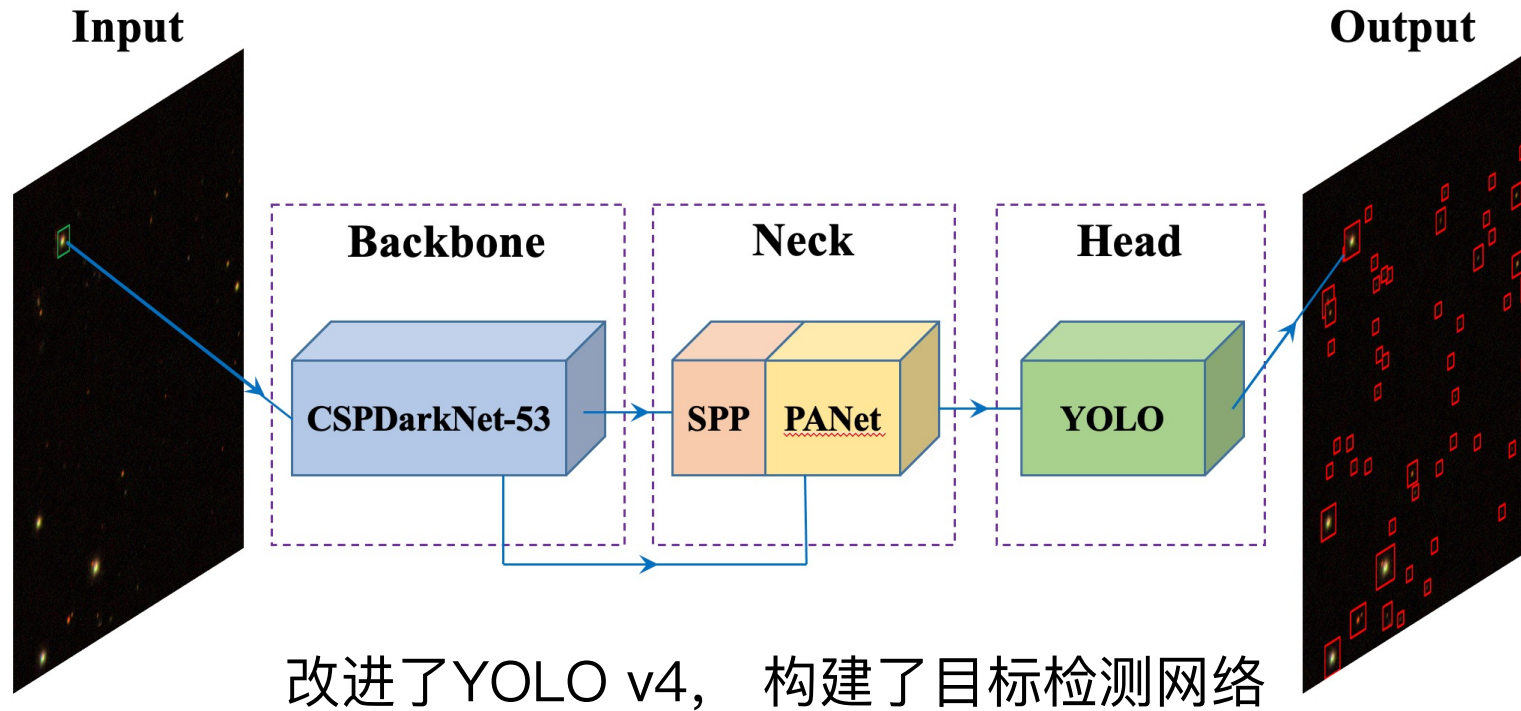 Input
Output
Backbone
Neck
Head
CSPDarkNet-53
SPP
PANet
YOLO
改进了YOLO v4， 构建了目标检测网络